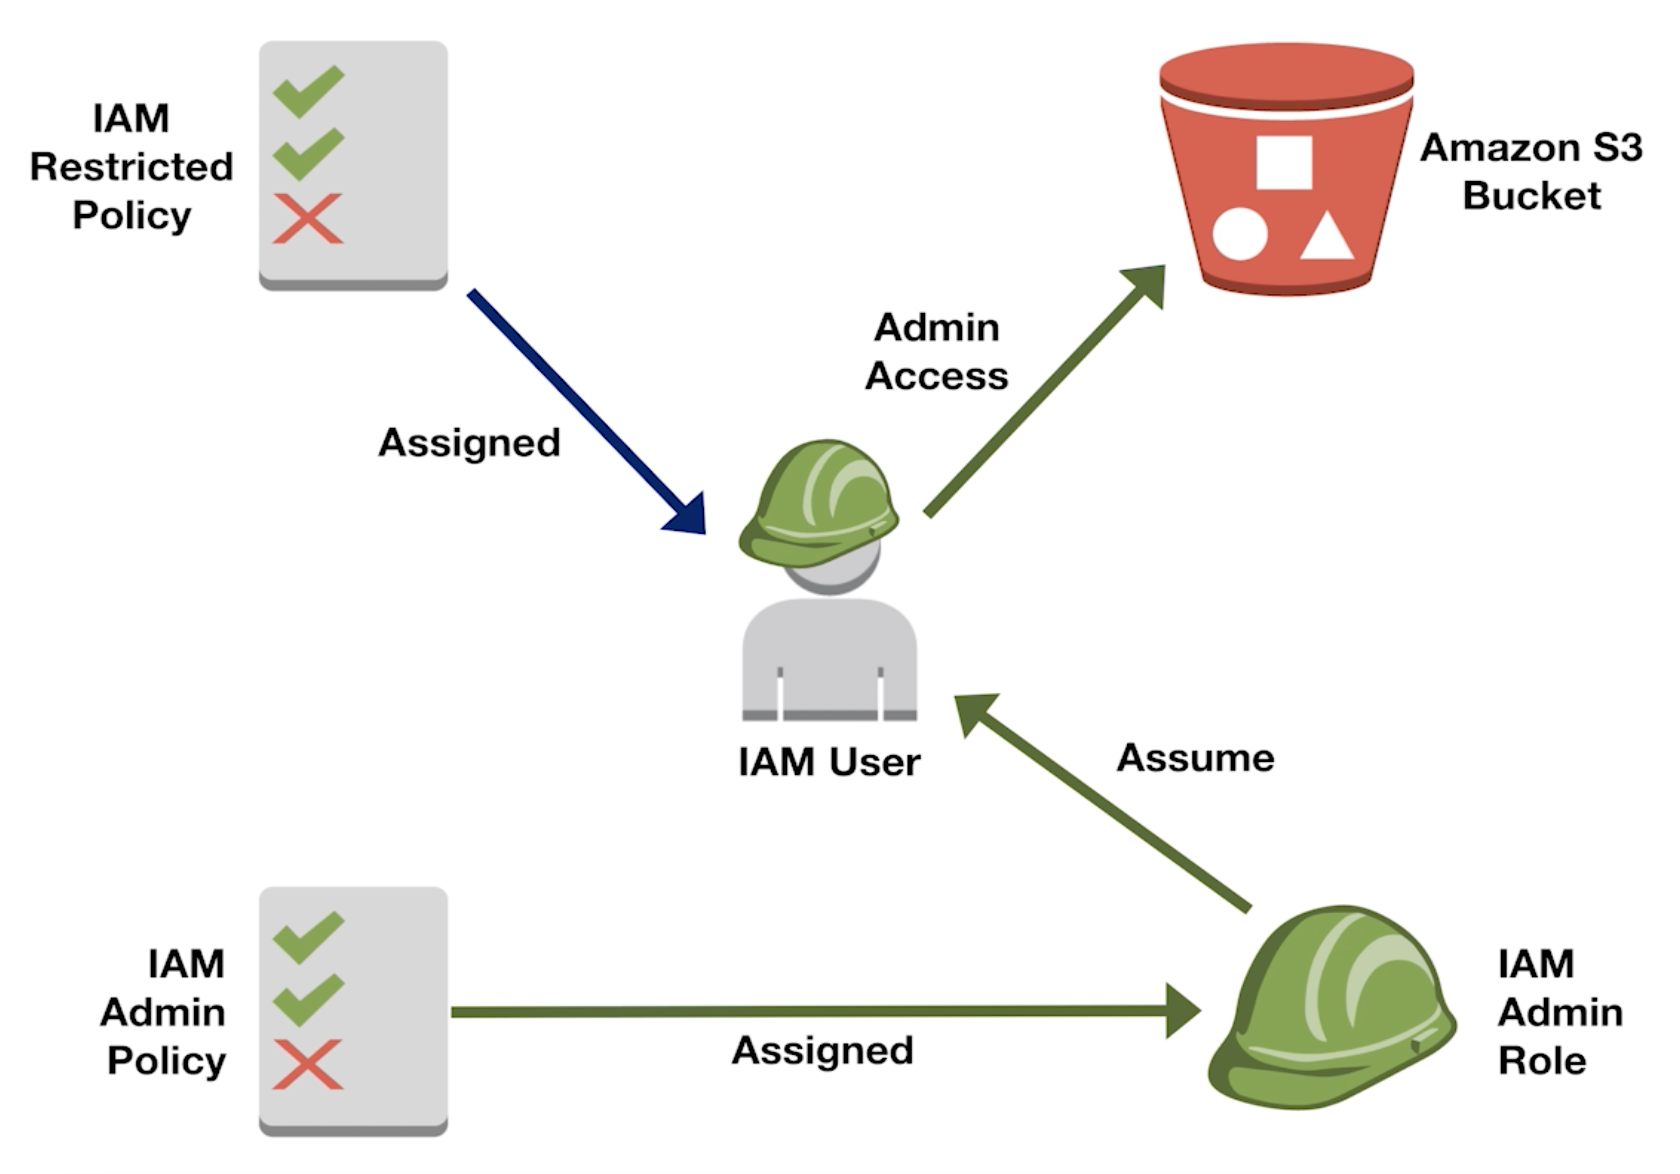 IAM
Restricted
Policy
Amazon S3
Bucket
Admin
Access
Assigned
IAM User
Assume
IAM
Admin
Policy
Assigned
IAM
Admin
Role